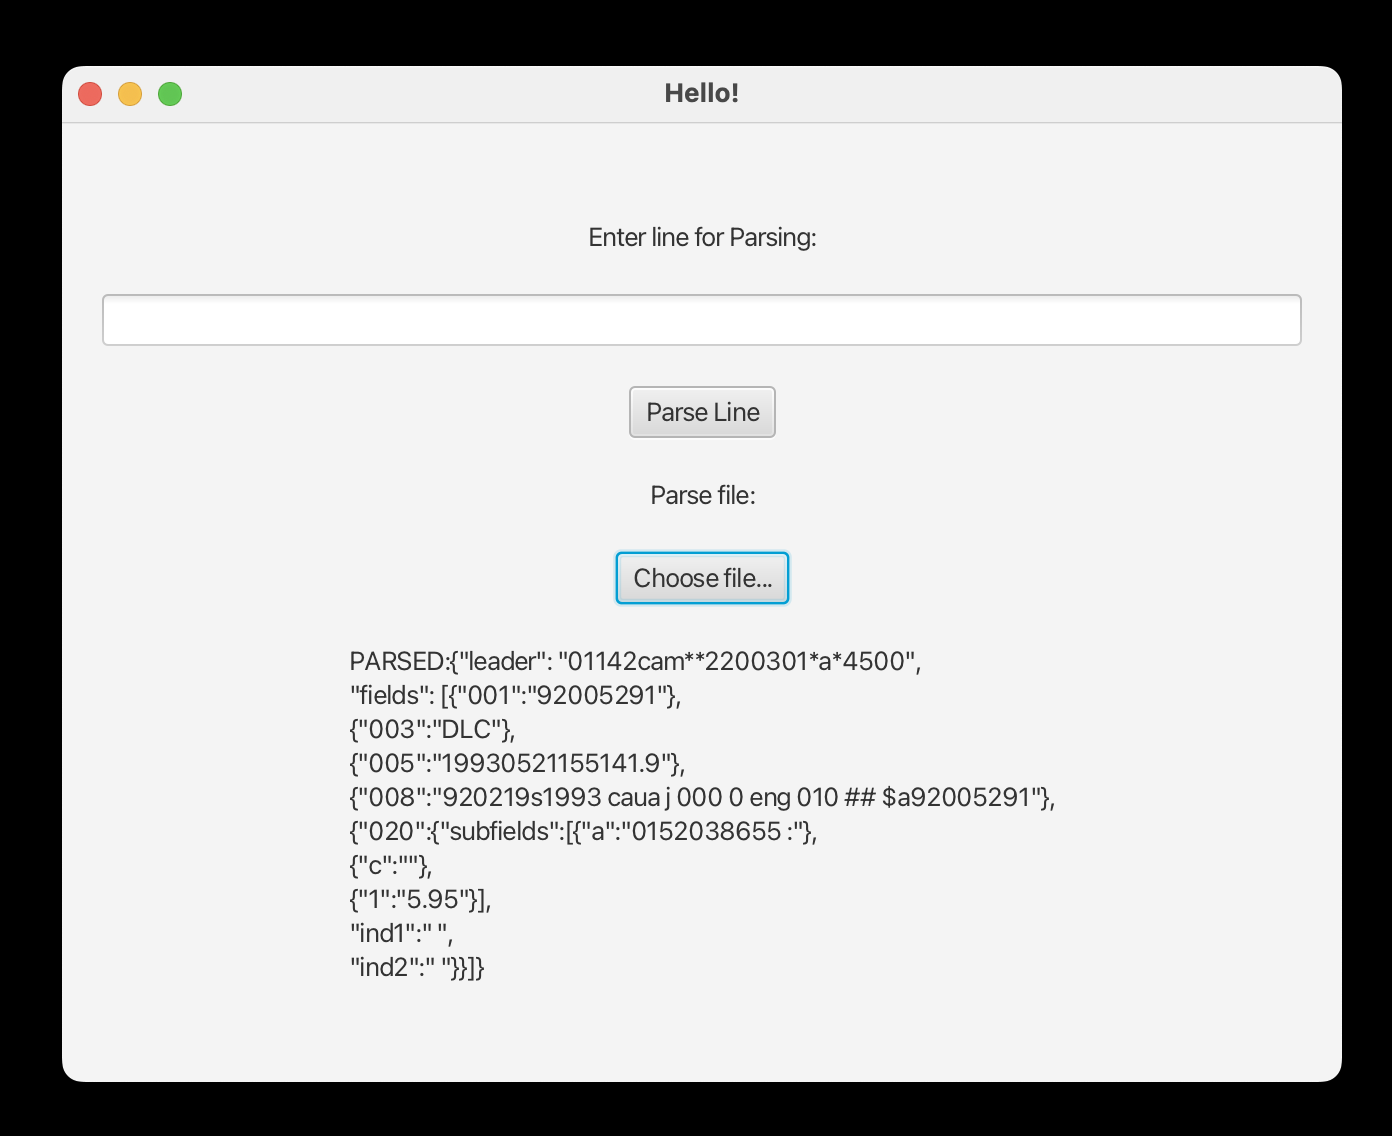 Hello!
Enter line for Parsing:
Parse Line
Parse file:
Choose file...
PARSED:{"leader": "01142cam**2200301*a*4500",
"fields": [{"001":"92005291"},
{"003":"DLC"},
{"005":"19930521155141.9"},
{"008":"920219s1993 caua j 000 0 eng 010 ## $a92005291"},
{"020":{"subfields":[{"a":"0152038655 :"},
{"c":""},
{"1":"5.95"}],
"ind1":" ",
"ind2":" "}}]}